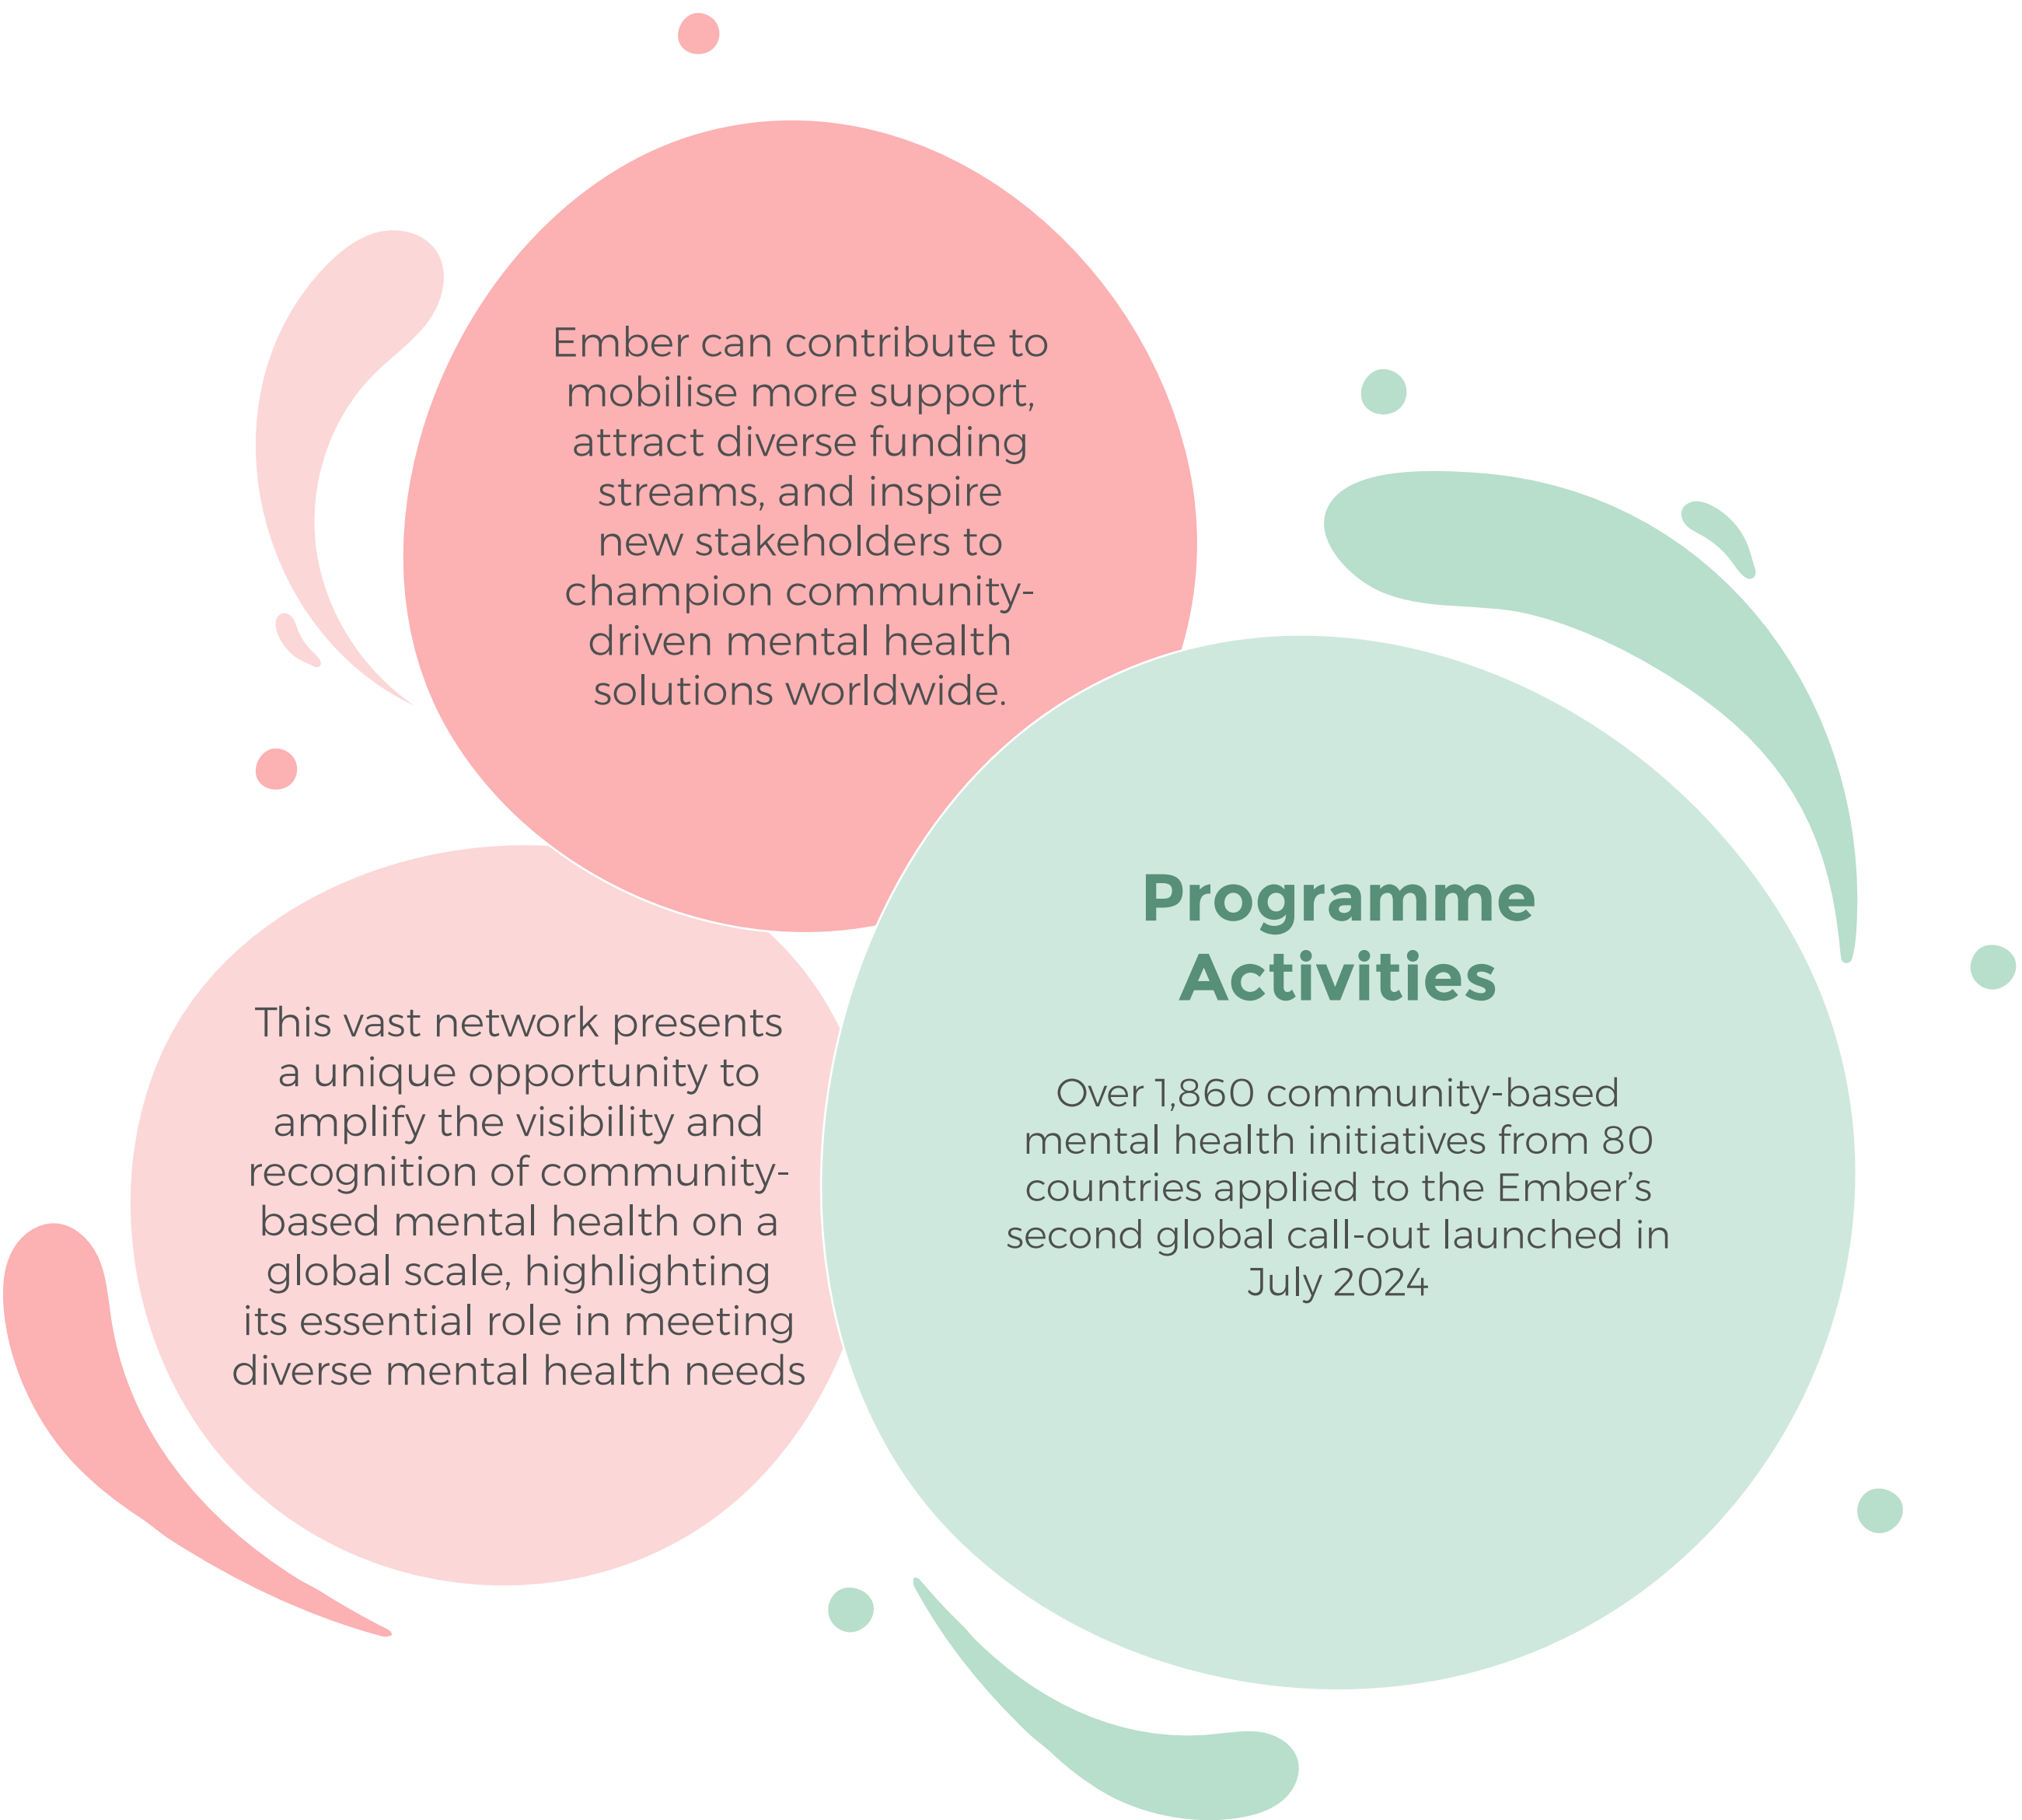 Ember can contribute to
mobilise more support,
attract diverse funding
streams, and inspire
new stakeholders to
champion community-
driven mental health
solutions worldwide.
Programme
Activities
Over 1,860 community-based
mental health initiatives from 80
countries applied to the Ember’s
second global call-out launched in
July 2024
This vast network presents
a unique opportunity to
amplify the visibility and
recognition of community-
based mental health on a
global scale, highlighting
its essential role in meeting
diverse mental health needs